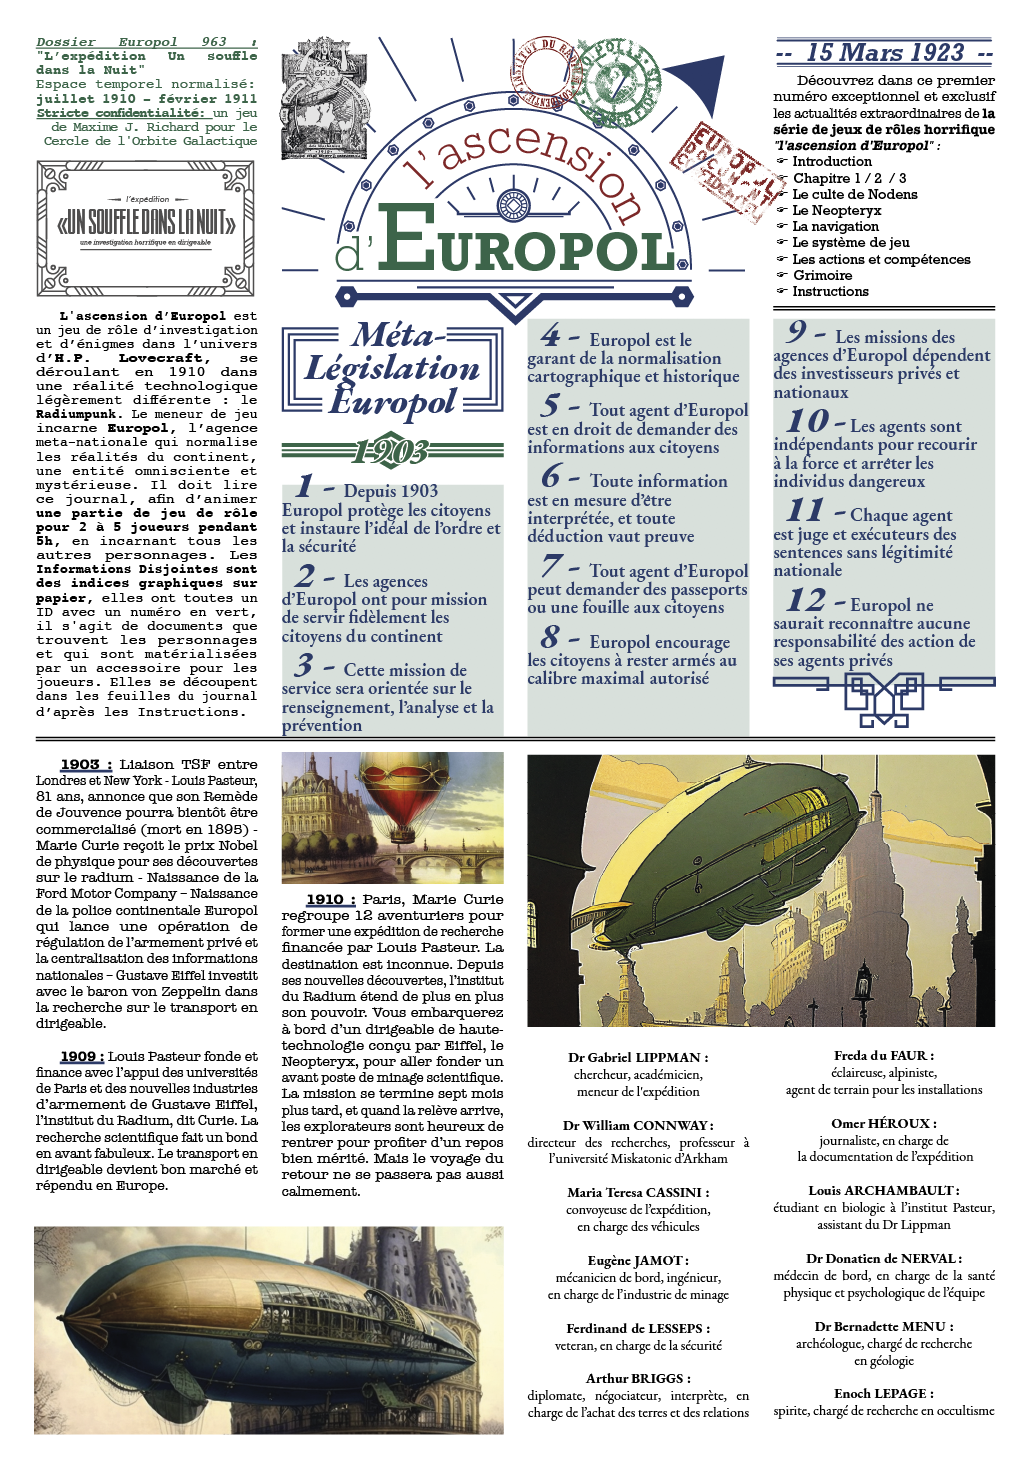 Dossier Europol 963 :
"L'expédition Un souffle
dans la Nuit"
Espace temporel normalisé:
juillet 1910 – février 1911
Stricte confidentialité: un jeu
de Maxime J. Richard pour le
Cercle de l'Orbite Galactique
l'expédition
«UN SOUFFLE DANS LA NUIT»
une investigation horrifique en dirigeable
L'ascension d'Europol est
un jeu de rôle d'investigation
et d'énigmes dans l'univers
d'H.P. Lovecraft, se
déroulant en 1910 dans
une réalité technologique
légèrement différente : le
Radiumpunk. Le meneur de jeu
incarne Europol, l'agence
meta-nationale qui normalise
les réalités du continent,
une entité omnisciente et
mystérieuse. Il doit lire
ce journal, afin d'animer
une partie de jeu de rôle
pour 2 à 5 joueurs pendant
5h, en incarnant tous les
autres personnages. Les
Informations Disjointes sont
des indices graphiques sur
papier, elles ont toutes un
ID avec un numéro en vert,
il s'agit de documents que
trouvent les personnages
et qui sont matérialisées
par un accessoire pour les
joueurs. Elles se découpent
dans les feuilles du journal
d'après les Instructions.
l'ascension
d'EUROPOL
EUROPOL
DOCUMENT
CONFIDENTIEL
-- 15 Mars 1923 --
Découvrez dans ce premier
numéro exceptionnel et exclusif
les actualités extraordinaires de la
série de jeux de rôles horrifique
"l'ascension d'Europol" :
☞ Introduction
☞ Chapitre 1 / 2 / 3
☞ Le culte de Nodens
☞ Le Neopteryx
☞ La navigation
☞ Le système de jeu
☞ Les actions et compétences
☞ Grimoire
☞ Instructions
Méta-
Législation
Europol
1903
1 - Depuis 1903
Europol protège les citoyens
et instaure l'idéal de l'ordre et
la sécurité
2 - Les agences
d'Europol ont pour mission
de servir fidèlement les
citoyens du continent
3 - Cette mission de
service sera orientée sur le
renseignement, l'analyse et la
prévention
4 - Europol est le
garant de la normalisation
cartographique et historique
5 - Tout agent d'Europol
est en droit de demander des
informations aux citoyens
6 - Toute information
est en mesure d'être
interprétée, et toute
déduction vaut preuve
7 - Tout agent d'Europol
peut demander des passeports
ou une fouille aux citoyens
8 - Europol encourage
les citoyens à rester armés au
calibre maximal autorisé
9 - Les missions des
agences d'Europol dépendent
des investisseurs privés et
nationaux
10 - Les agents sont
indépendants pour recourir
à la force et arrêter les
individus dangereux
11 - Chaque agent
est juge et exécuteurs des
sentences sans légitimité
nationale
12 - Europol ne
saurait reconnaître aucune
responsabilité des action de
ses agents privés
1903 : Liaison TSF entre
Londres et New York - Louis Pasteur,
81 ans, annonce que son Remède
de Jouvence pourra bientôt être
commercialisé (mort en 1895) -
Marie Curie reçoit le prix Nobel
de physique pour ses découvertes
sur le radium - Naissance de la
Ford Motor Company – Naissance
de la police continentale Europol
qui lance une opération de
régulation de l'armement privé et
la centralisation des informations
nationales – Gustave Eiffel investit
avec le baron von Zeppelin dans
la recherche sur le transport en
dirigeable.
1909 : Louis Pasteur fonde et
finance avec l'appui des universités
de Paris et des nouvelles industries
d'armement de Gustave Eiffel,
l'institut du Radium, dit Curie. La
recherche scientifique fait un bond
en avant fabuleux. Le transport en
dirigeable devient bon marché et
répendu en Europe.
1910 : Paris, Marie Curie
regroupe 12 aventuriers pour
former une expédition de recherche
financée par Louis Pasteur. La
destination est inconnue. Depuis
ses nouvelles découvertes, l'institut
du Radium étend de plus en plus
son pouvoir. Vous embarquerez
à bord d'un dirigeable de haute-
technologie conçu par Eiffel, le
Neopteryx, pour aller fonder un
avant poste de minage scientifique.
La mission se termine sept mois
plus tard, et quand la relève arrive,
les explorateurs sont heureux de
rentrer pour profiter d'un repos
bien mérité. Mais le voyage du
retour ne se passera pas aussi
calmement.
Dr Gabriel LIPPMAN :
chercheur, académicien,
meneur de l'expédition
Dr William CONNWAY :
directeur des recherches, professeur à
l'université Miskatonic d'Arkham
Maria Teresa CASSINI :
convoyeuse de l'expédition,
en charge des véhicules
Eugène JAMOT :
mécanicien de bord, ingénieur,
en charge de l'industrie de minage
Ferdinand de LESSEPS :
veteran, en charge de la sécurité
Arthur BRIGGS :
diplomate, négociateur, interprète, en
charge de l'achat des terres et des relations
Freda du FAUR :
éclaireuse, alpiniste,
agent de terrain pour les installations
Omer HÉROUX :
journaliste, en charge de
la documentation de l'expédition
Louis ARCHAMBAULT :
étudiant en biologie à l'institut Pasteur,
assistant du Dr Lippman
Dr Donatien de NERVAL :
médecin de bord, en charge de la santé
physique et psychologique de l'équipe
Dr Bernadette MENU :
archéologue, chargé de recherche
en géologie
Enoch LEPAGE :
spirite, chargé de recherche en occultisme